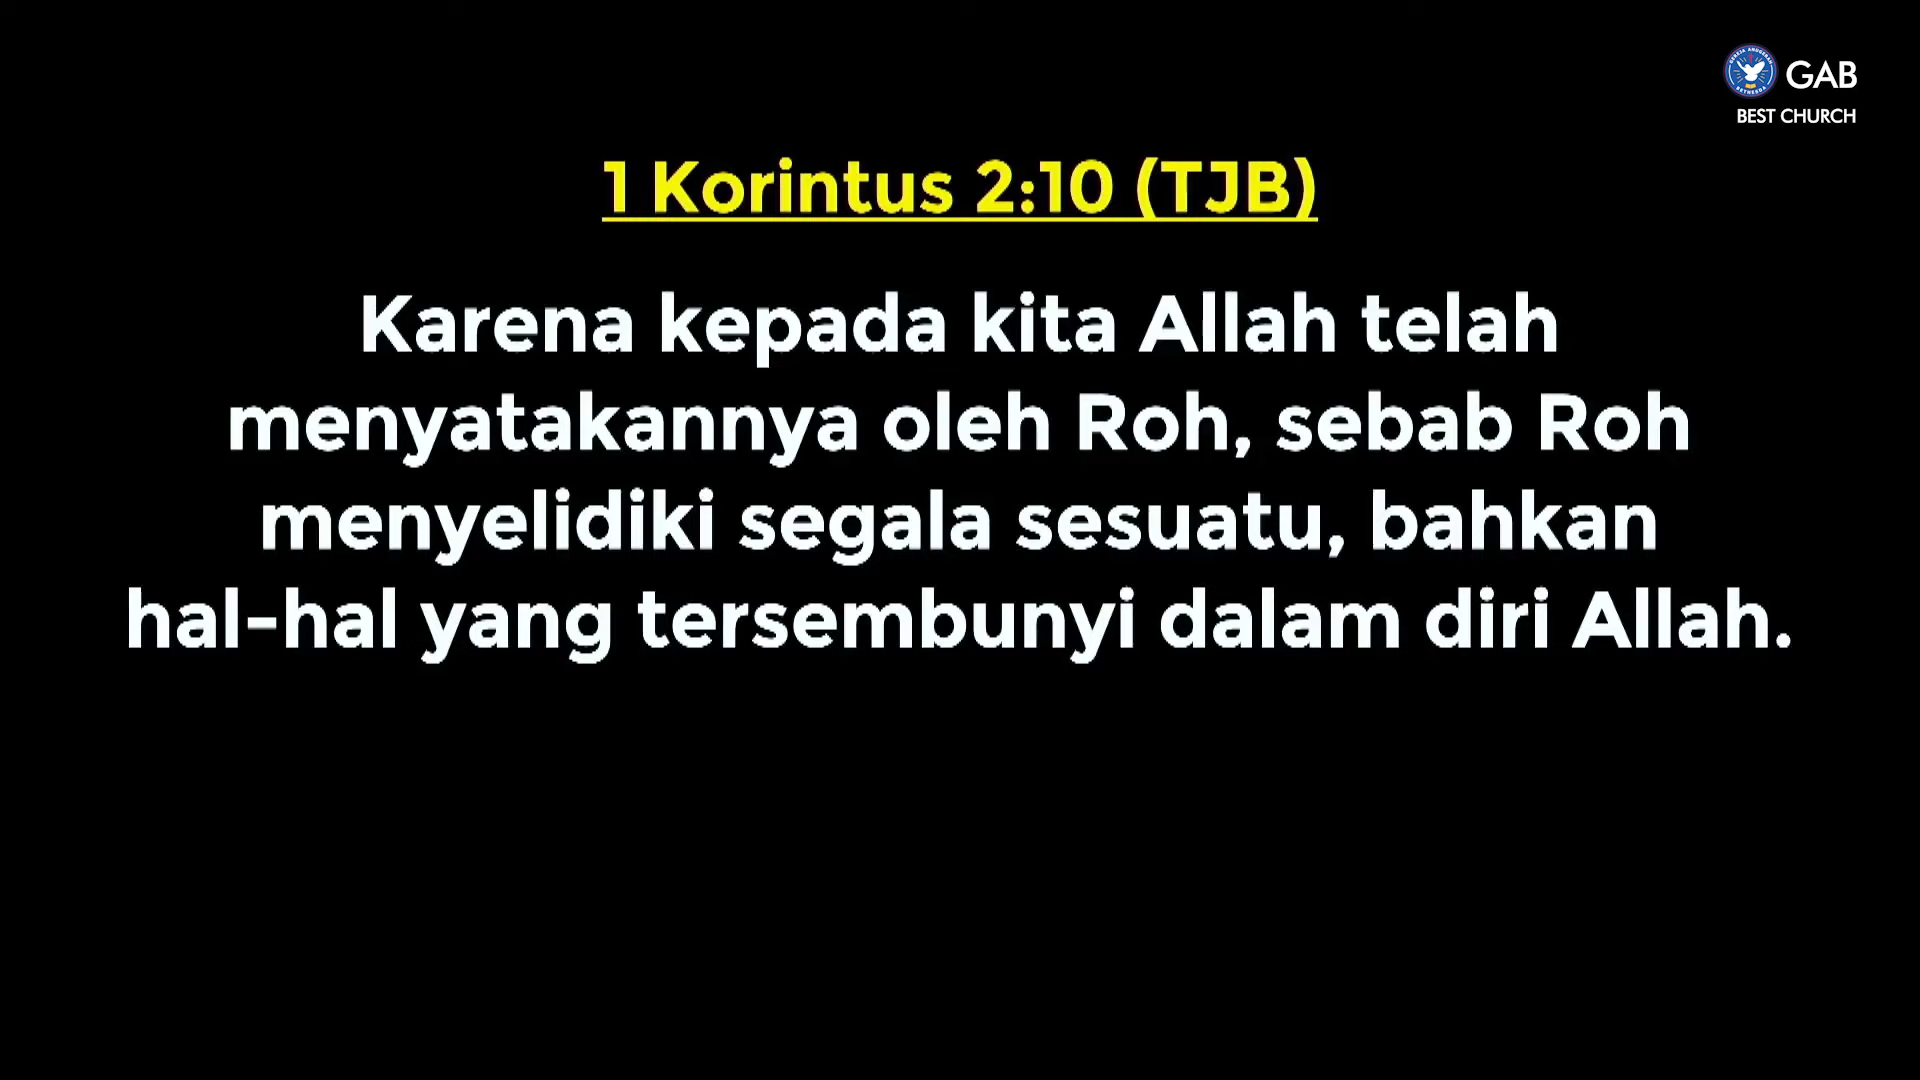 GAB
BEST CHURCH
1 Korintus 2:10 (TJB)
Karena kepada kita Allah telah
menyatakannya oleh Roh, sebab Roh
menyelidiki segala sesuatu, bahkan
hal-hal yang tersembunyi dalam diri Allah.